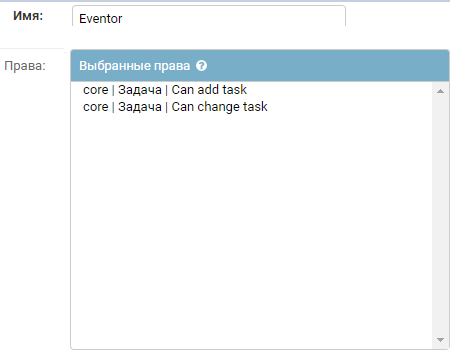 Имя:
Eventor
Права:
Выбранные права ?
core | Задача | Can add task
core | Задача | Can change task